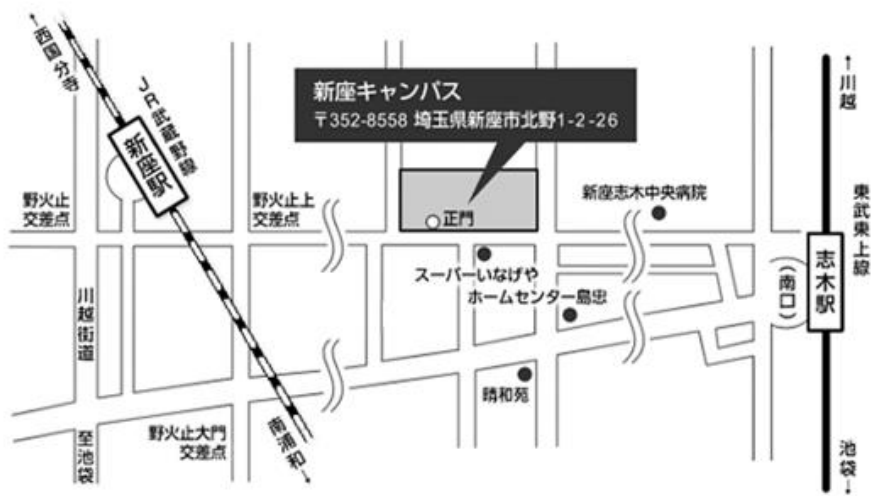 ←西国分寺
JR武蔵野線
新座駅
新座キャンパス
〒352-8558 埼玉県新座市北野1-2-26
←川越
野火止
交差点
野火止上
交差点
正門
新座志木中央病院
東武東上線
志木駅
(南口)
スーパーいなげや
ホームセンター島忠
川越街道
晴和苑
野火止大門
交差点
南浦和→
至池袋
池袋→